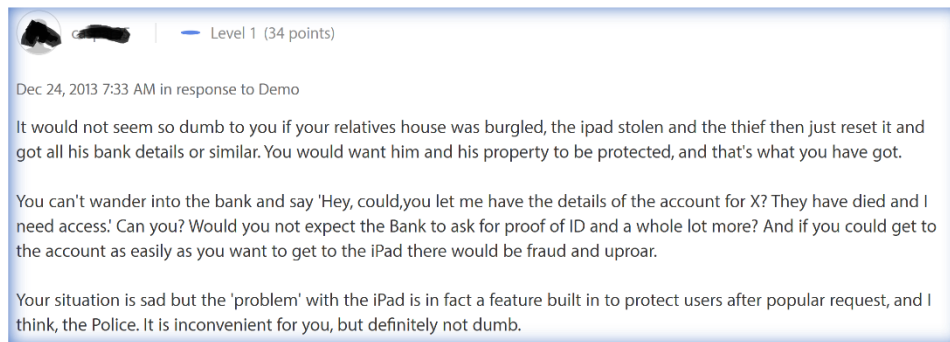 Level 1 (34 points)
Dec 24, 2013 7:33 AM in response to Demo
It would not seem so dumb to you if your relatives house was burgled, the ipad stolen and the thief then just reset it and
got all his bank details or similar. You would want him and his property to be protected, and that's what you have got.
You can't wander into the bank and say 'Hey, could,you let me have the details of the account for X? They have died and I
need access.' Can you? Would you not expect the Bank to ask for proof of ID and a whole lot more? And if you could get to
the account as easily as you want to get to the iPad there would be fraud and uproar.
Your situation is sad but the 'problem' with the iPad is in fact a feature built in to protect users after popular request, and I
think, the Police. It is inconvenient for you, but definitely not dumb.